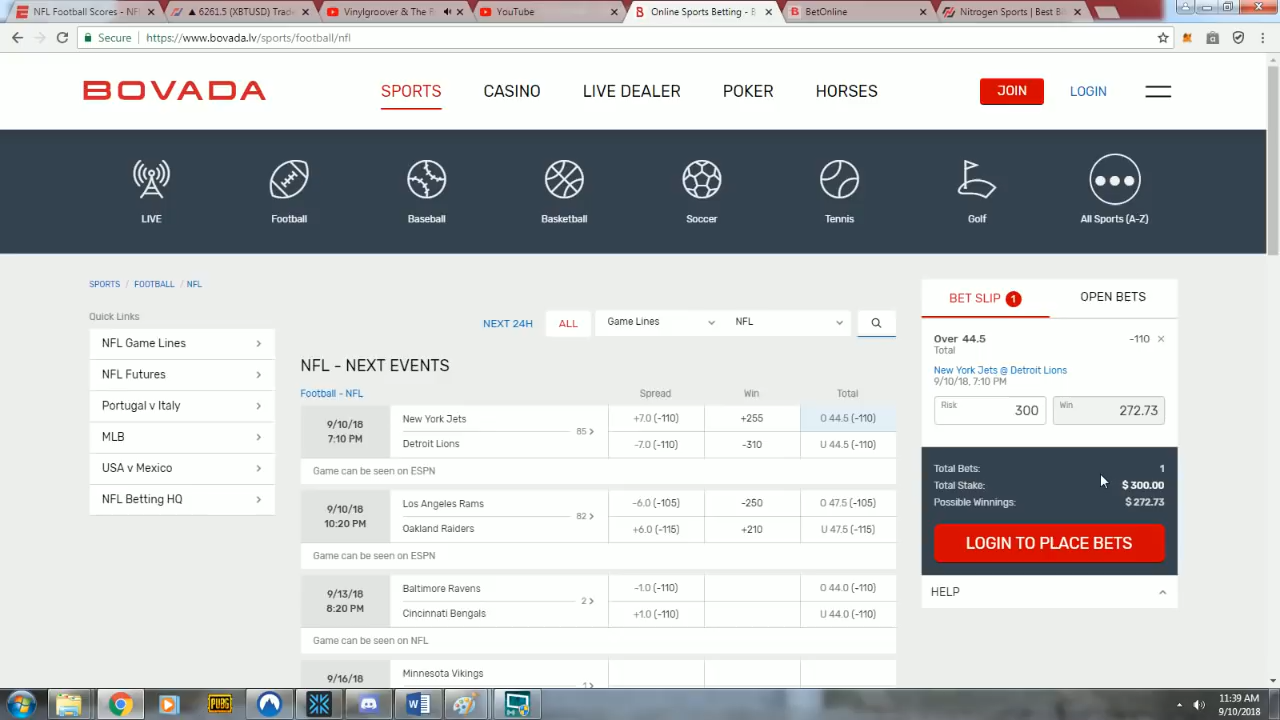 NFL Football Scores - NF
▲ 6261.5 (XBTUSD) Trade
Vinylgroover & The R
YouTube
Online Sports Betting - B
BetOnline
Nitrogen Sports | Best Bi
Secure
https://www.bovada.lv/sports/football/nfl
BOVADA
SPORTS
CASINO
LIVE DEALER
POKER
HORSES
JOIN
LOGIN
LIVE
Football
Baseball
Basketball
Soccer
Tennis
Golf
All Sports (A-Z)
SPORTS / FOOTBALL / NFL
Quick Links
NFL Game Lines
NFL Futures
Portugal v Italy
MLB
USA v Mexico
NFL Betting HQ
NEXT 24H
ALL
Game Lines
NFL
NFL - NEXT EVENTS
Football - NFL
Spread
Win
Total
9/10/18
7:10 PM
New York Jets
Detroit Lions
85
+7.0 (-110)
+255
O 44.5 (-110)
-7.0 (-110)
-310
U 44.5 (-110)
Game can be seen on ESPN
9/10/18
10:20 PM
Los Angeles Rams
Oakland Raiders
82
-6.0 (-105)
-250
O 47.5 (-105)
+6.0 (-115)
+210
U 47.5 (-115)
Game can be seen on ESPN
9/13/18
8:20 PM
Baltimore Ravens
Cincinnati Bengals
2
-1.0 (-110)
O 44.0 (-110)
+1.0 (-110)
U 44.0 (-110)
Game can be seen on NFL
9/16/18
Minnesota Vikings
1
BET SLIP 1
OPEN BETS
Over 44.5
-110
Total
New York Jets @ Detroit Lions
9/10/18, 7:10 PM
Risk
300
Win
272.73
Total Bets:
1
Total Stake:
$ 300.00
Possible Winnings:
$ 272.73
LOGIN TO PLACE BETS
HELP
PUBG
11:39 AM
9/10/2018